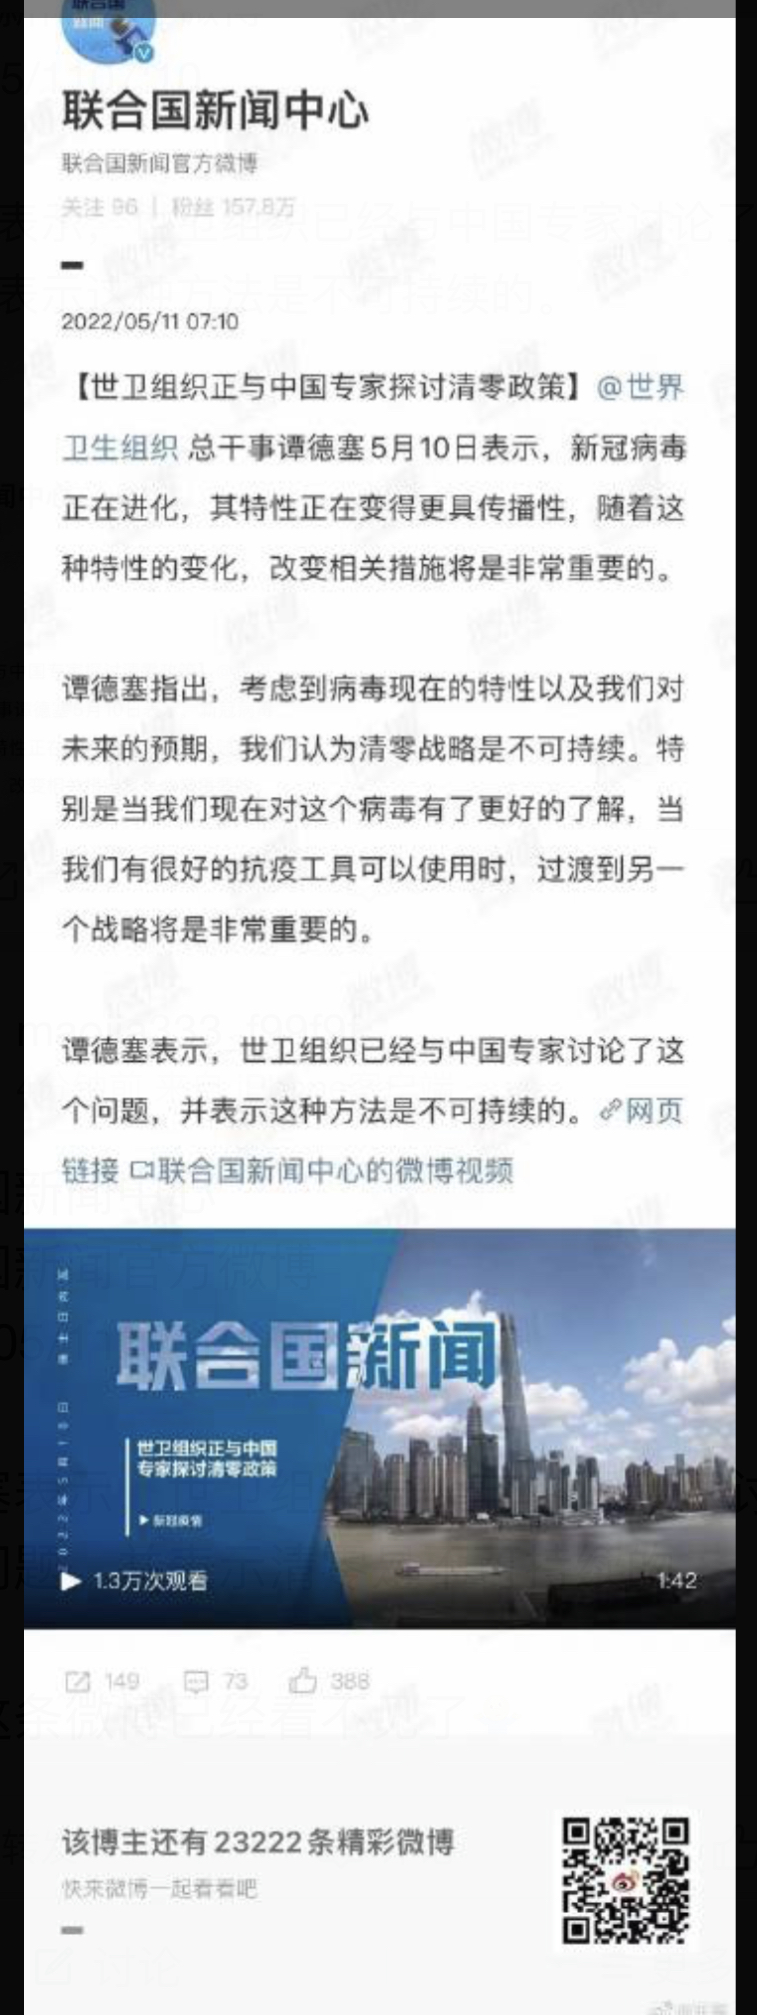 联合国
新闻
联合国新闻中心
联合国新闻官方微博
关注 96 | 粉丝 157.8万
2022/05/11 07:10
【世卫组织正与中国专家探讨清零政策】@世界
卫生组织 总干事谭德塞5月10日表示，新冠病毒
正在进化，其特性正在变得更具传播性，随着这
种特性的变化，改变相关措施将是非常重要的。
谭德塞指出，考虑到病毒现在的特性以及我们对
未来的预期，我们认为清零战略是不可持续。特
别是当我们现在对这个病毒有了更好的了解，当
我们有很好的抗疫工具可以使用时，过渡到另一
个战略将是非常重要的。
谭德塞表示，世卫组织已经与中国专家讨论了这
个问题，并表示这种方法是不可持续的。网页
链接 联合国新闻中心的微博视频
联合国新闻
世卫组织正与中国
专家探讨清零政策
新冠疫情
1.3万次观看
1:42
149 73 388
该博主还有 23222 条精彩微博
快来微博一起看看吧